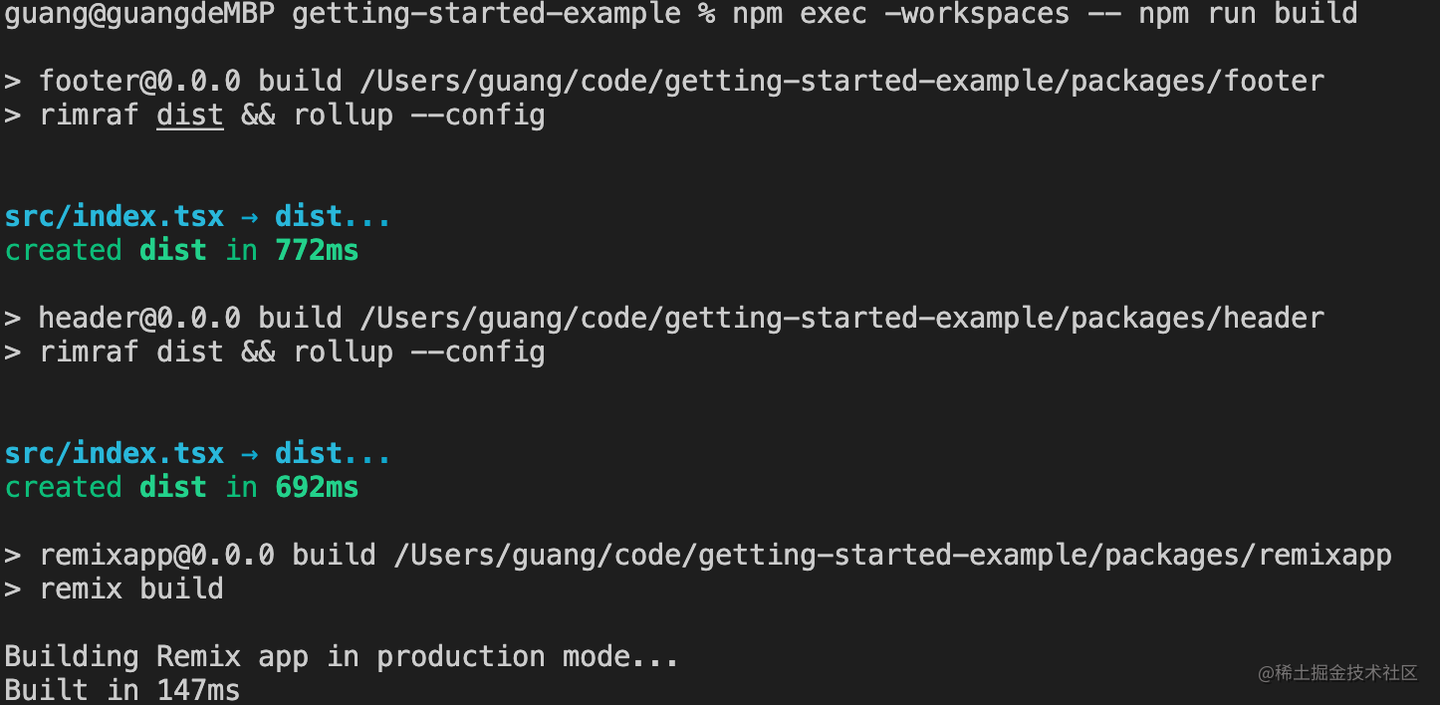 guang@guangdeMBP getting-started-example % npm exec -workspaces -- npm run build
> footer@0.0.0 build /Users/guang/code/getting-started-example/packages/footer
> rimraf dist && rollup --config
src/index.tsx → dist...
created dist in 772ms
> header@0.0.0 build /Users/guang/code/getting-started-example/packages/header
> rimraf dist && rollup --config
src/index.tsx → dist...
created dist in 692ms
> remixapp@0.0.0 build /Users/guang/code/getting-started-example/packages/remixapp
> remix build
Building Remix app in production mode...
Built in 147ms
@稀土掘金技术社区